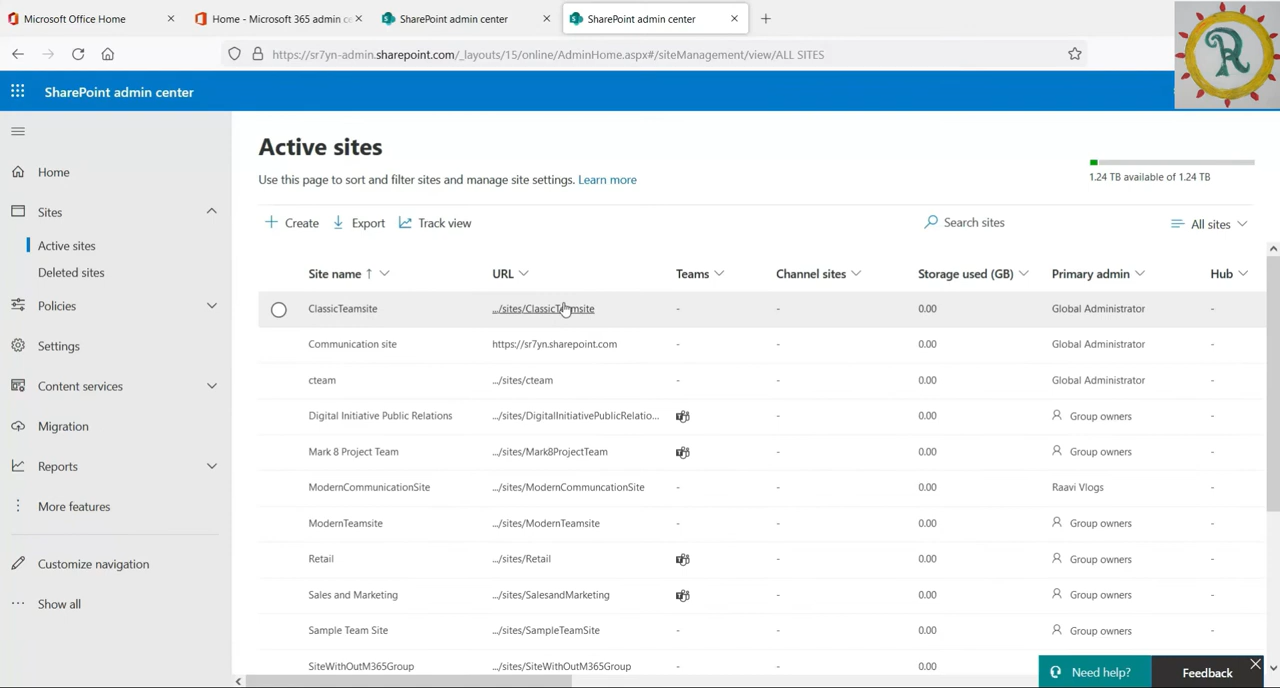 Microsoft Office Home
Home - Microsoft 365 admin ce
SharePoint admin center
SharePoint admin center
https://sr7yn-admin.sharepoint.com/_layouts/15/online/AdminHome.aspx#/siteManagement/view/ALL SITES
R
SharePoint admin center
Home
Sites
Active sites
Deleted sites
Policies
Settings
Content services
Migration
Reports
More features
Customize navigation
Show all
Active sites
Use this page to sort and filter sites and manage site settings. Learn more
1.24 TB available of 1.24 TB
Create Export Track view Search sites All sites
Site name ↑ URL Teams Channel sites Storage used (GB) Primary admin Hub
ClassicTeamsite .../sites/ClassicTeamsite - - 0.00 Global Administrator -
Communication site https://sr7yn.sharepoint.com - - 0.00 Global Administrator -
cteam .../sites/cteam - - 0.00 Global Administrator -
Digital Initiative Public Relations .../sites/DigitalInitiativePublicRelatio... - 0.00 Group owners -
Mark 8 Project Team .../sites/Mark8ProjectTeam - 0.00 Group owners -
ModernCommunicationSite .../sites/ModernCommuncationSite - - 0.00 Raavi Vlogs -
ModernTeamsite .../sites/ModernTeamsite - - 0.00 Group owners -
Retail .../sites/Retail - 0.00 Group owners -
Sales and Marketing .../sites/SalesandMarketing - 0.00 Group owners -
Sample Team Site .../sites/SampleTeamSite - - 0.00 Group owners -
SiteWithOutM365Group .../sites/SiteWithOutM365Group - - 0.00
Need help? Feedback